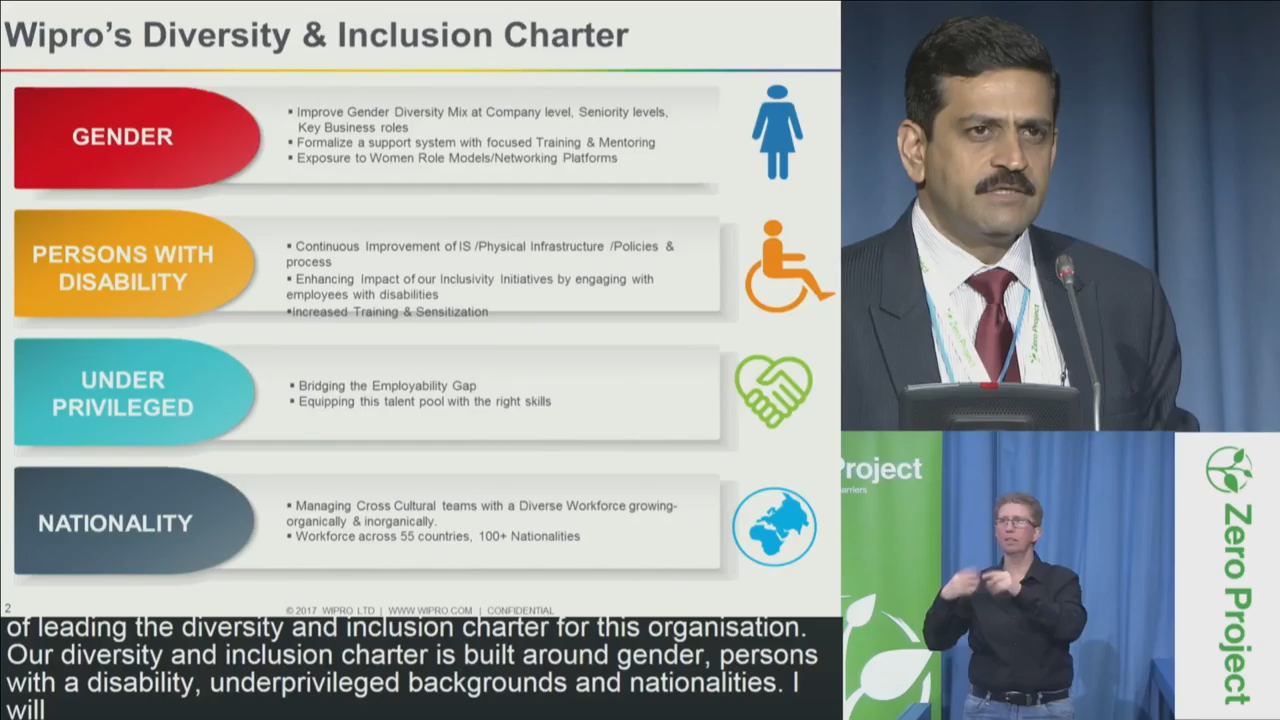 Wipro's Diversity & Inclusion Charter
GENDER
▪ Improve Gender Diversity Mix at Company level, Seniority levels,
Key Business roles
▪ Formalize a support system with focused Training & Mentoring
▪ Exposure to Women Role Models/Networking Platforms
PERSONS WITH
DISABILITY
▪ Continuous Improvement of IS /Physical Infrastructure /Policies &
process
▪ Enhancing Impact of our Inclusivity Initiatives by engaging with
employees with disabilities
▪Increased Training & Sensitization
UNDER
PRIVILEGED
▪ Bridging the Employability Gap
▪ Equipping this talent pool with the right skills
NATIONALITY
▪ Managing Cross Cultural teams with a Diverse Workforce growing-
organically & inorganically.
▪ Workforce across 55 countries, 100+ Nationalities
2
© 2017 WIPRO LTD | WWW.WIPRO.COM | CONFIDENTIAL
of leading the diversity and inclusion charter for this organisation.
Our diversity and inclusion charter is built around gender, persons
with a disability, underprivileged backgrounds and nationalities. I
will
Zero Project
Zero Project
Project
arriers
Zero Project